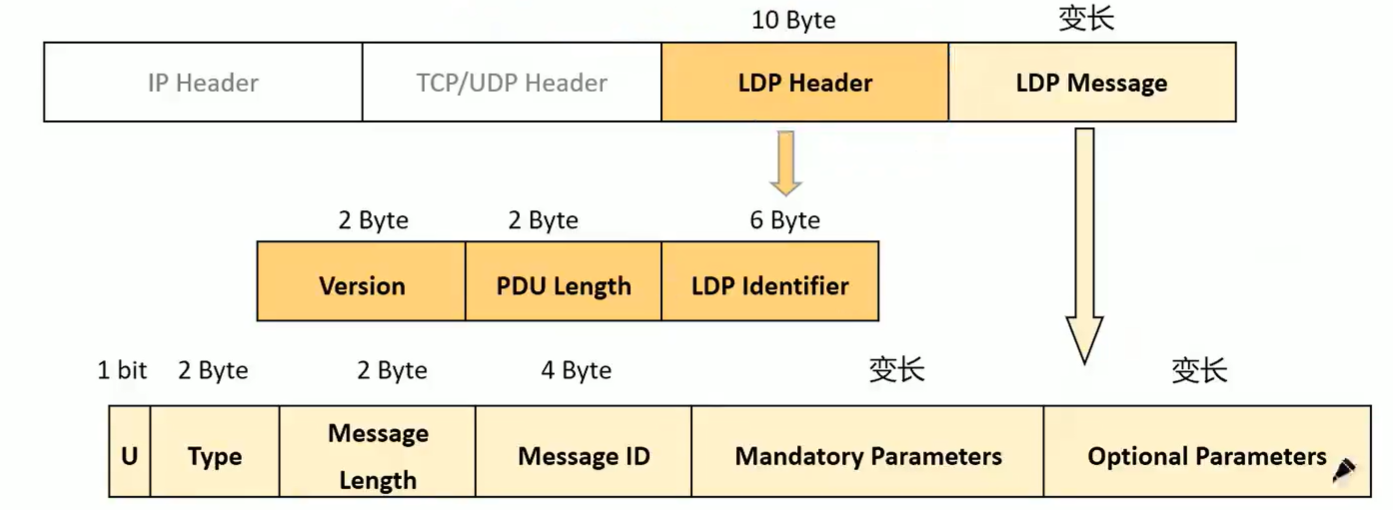 10 Byte 变长
IP Header TCP/UDP Header LDP Header LDP Message
2 Byte 2 Byte 6 Byte
Version PDU Length LDP Identifier
1 bit 2 Byte 2 Byte 4 Byte 变长 变长
U Type Message Length Message ID Mandatory Parameters Optional Parameters